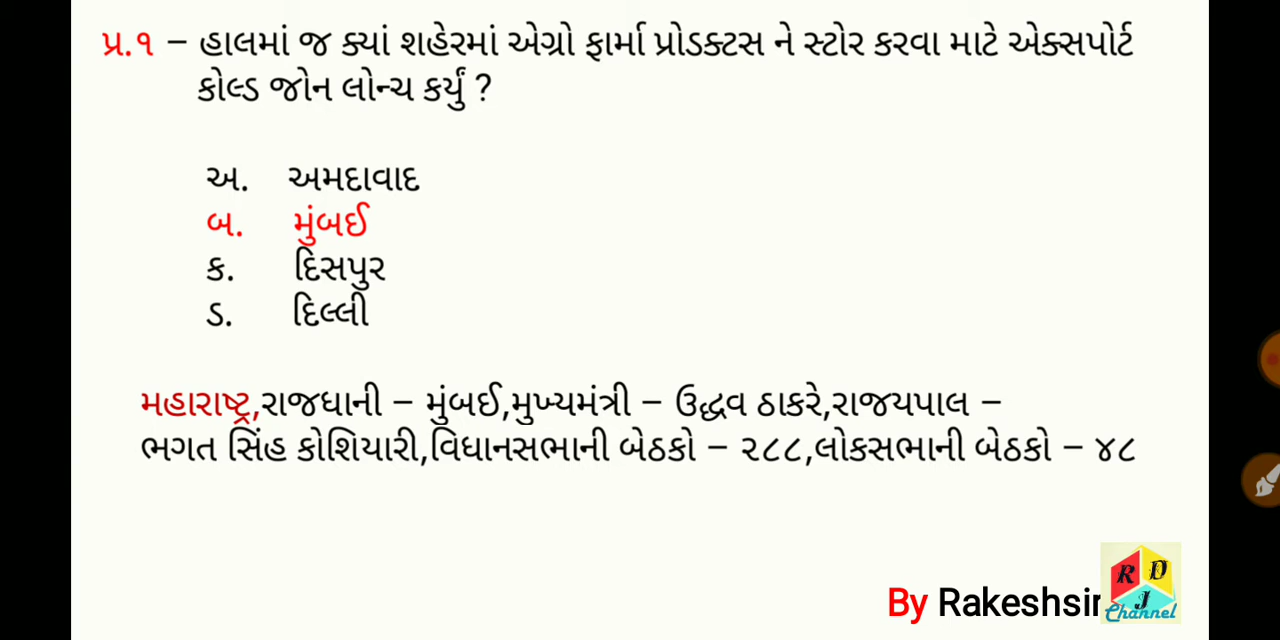 પ્ર.૧ – હાલમાં જ ક્યાં શહેરમાં એગ્રો ફાર્મા પ્રોડક્ટસ ને સ્ટોર કરવા માટે એક્સપોર્ટ
કોલ્ડ જોન લોન્ચ કર્યું ?
અ. અમદાવાદ
બ. મુંબઈ
ક. દિસપુર
ડ. દિલ્લી
મહારાષ્ટ્ર,રાજધાની – મુંબઈ,મુખ્યમંત્રી – ઉદ્ધવ ઠાકરે,રાજયપાલ –
ભગત સિંહ કોશિયારી,વિધાનસભાની બેઠકો – ૨૮૮,લોકસભાની બેઠકો – ૪૮
By Rakeshsir
R D
J
Channel